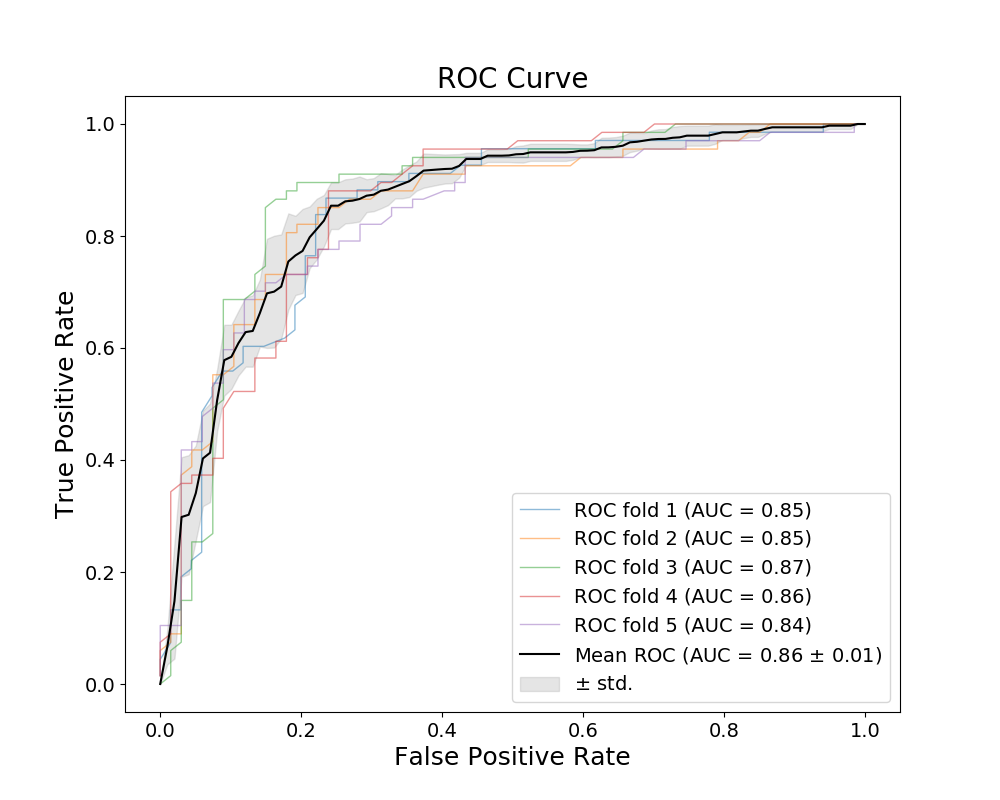 ROC Curve
1.0
0.8
0.6
0.4
0.2
0.0
True Positive Rate
ROC fold 1 (AUC = 0.85)
ROC fold 2 (AUC = 0.85)
ROC fold 3 (AUC = 0.87)
ROC fold 4 (AUC = 0.86)
ROC fold 5 (AUC = 0.84)
Mean ROC (AUC = 0.86 ± 0.01)
± std.
0.0 0.2 0.4 0.6 0.8 1.0
False Positive Rate